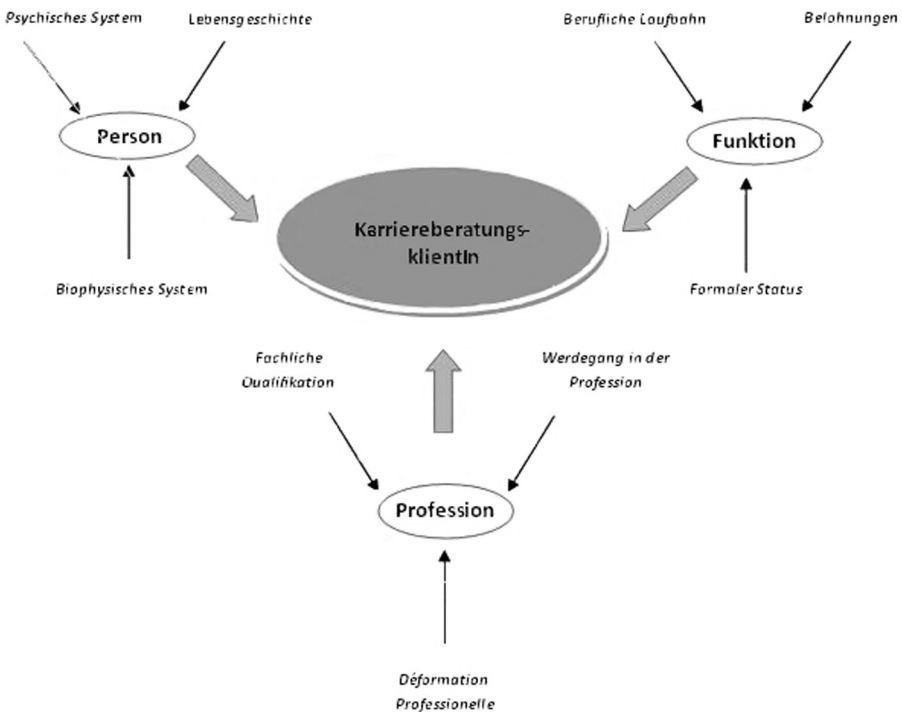 Psychisches System
Lebensgeschichte
Berufliche Laufbahn
Belohnungen
Person
Funktion
Karriereberatungs-
klientIn
Biophysisches System
Formaler Status
Fachliche
Qualifikation
Werdegang in der
Profession
Profession
Déformation
Professionelle